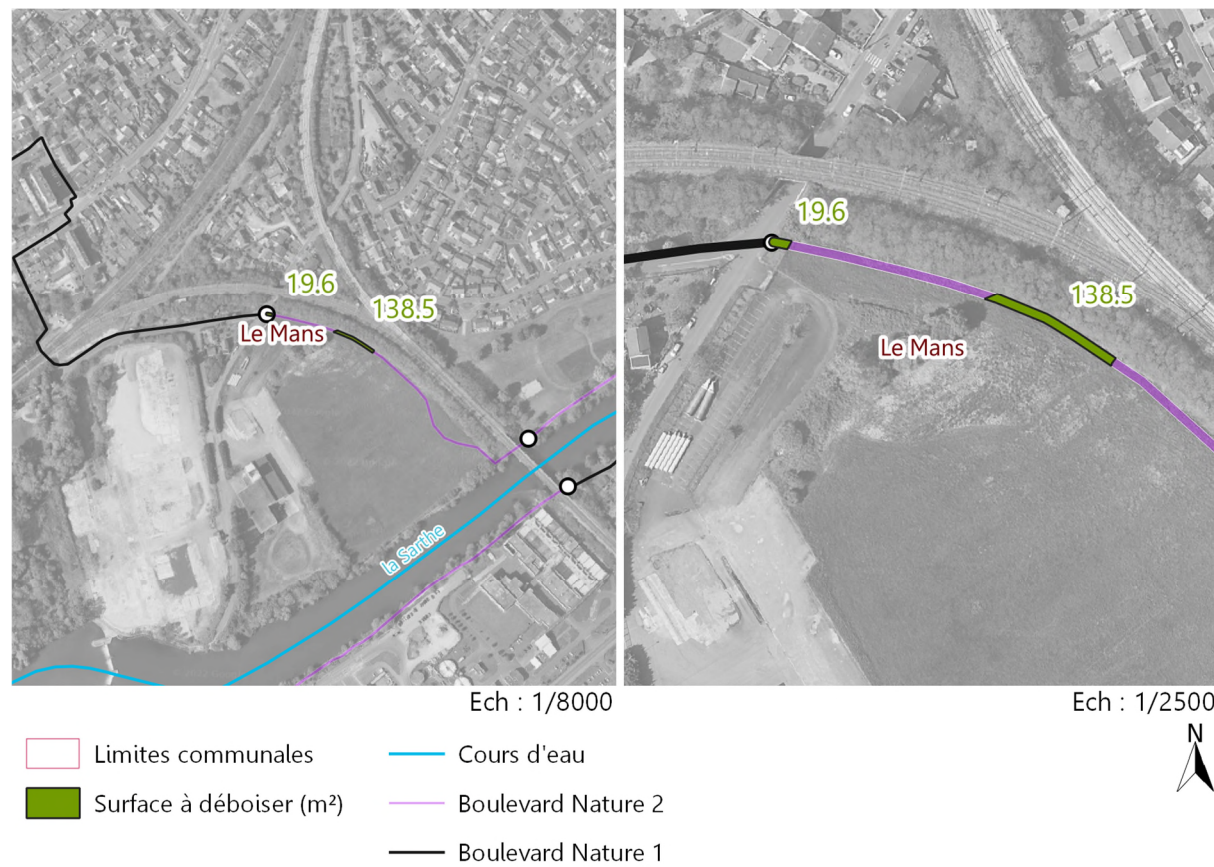 19.6
138.5
Le Mans
la Sarthe
19.6
138.5
Le Mans
Ech : 1/8000
Ech : 1/2500
N
Limites communales
Surface à déboiser (m²)
Cours d'eau
Boulevard Nature 2
Boulevard Nature 1